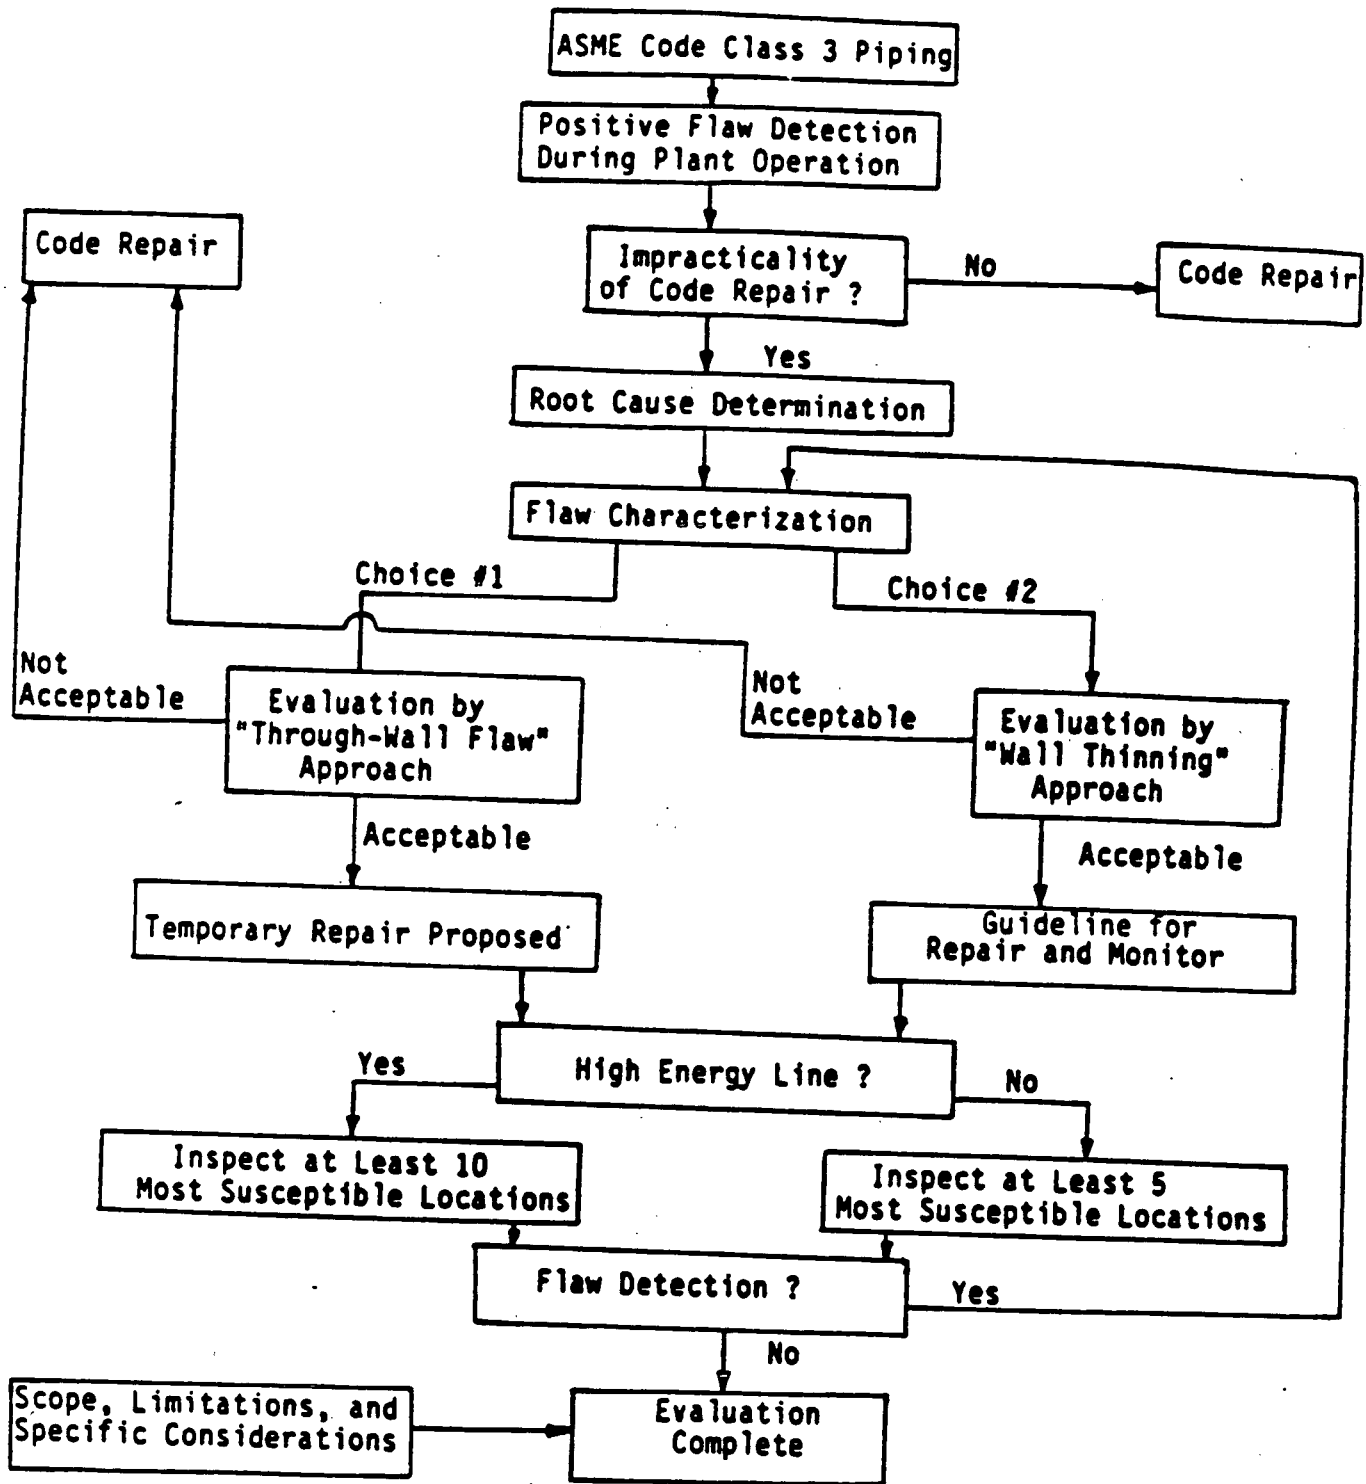 ASME Code Class 3 Piping
Positive Flaw Detection
During Plant Operation
Code Repair
Impracticality
of Code Repair ?
No
Code Repair
Yes
Root Cause Determination
Flaw Characterization
Choice #1
Choice #2
Not
Acceptable
Evaluation by
"Through-Wall Flaw"
Approach
Not
Acceptable
Evaluation by
"Wall Thinning"
Approach
Acceptable
Acceptable
Temporary Repair Proposed
Guideline for
Repair and Monitor
Yes
High Energy Line ?
No
Inspect at Least 10
Most Susceptible Locations
Inspect at Least 5
Most Susceptible Locations
Flaw Detection ?
Yes
No
Scope, Limitations, and
Specific Considerations
Evaluation
Complete